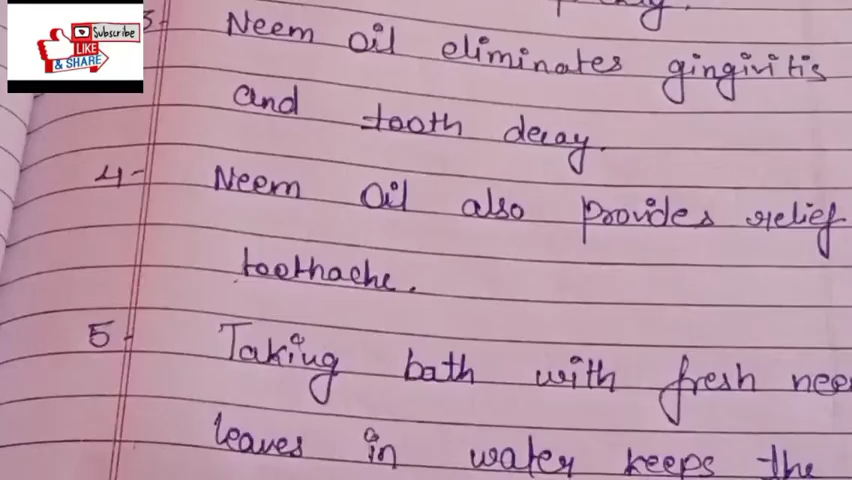 Subscribe
LIKE
& SHARE
3-
Neem Oil eliminates gingivitis
and tooth decay.
4- Neem Oil also provides relief
toothache.
5- Taking bath with fresh nee
leaves in water keeps the